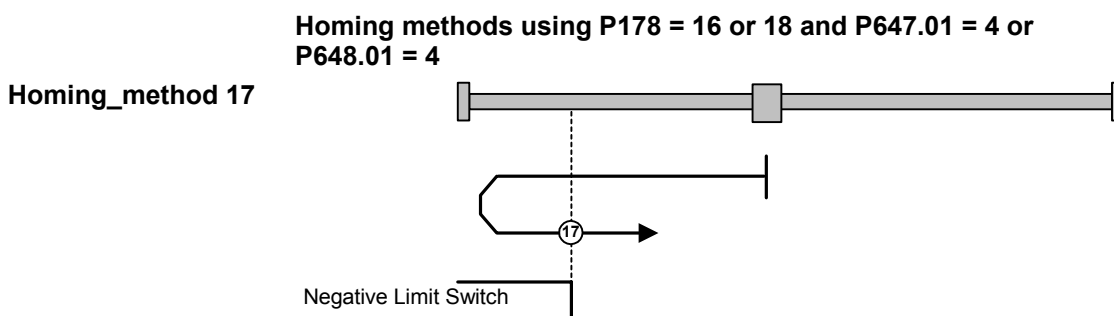 Homing methods using P178 = 16 or 18 and P647.01 = 4 or
P648.01 = 4
Homing_method 17
17
Negative Limit Switch